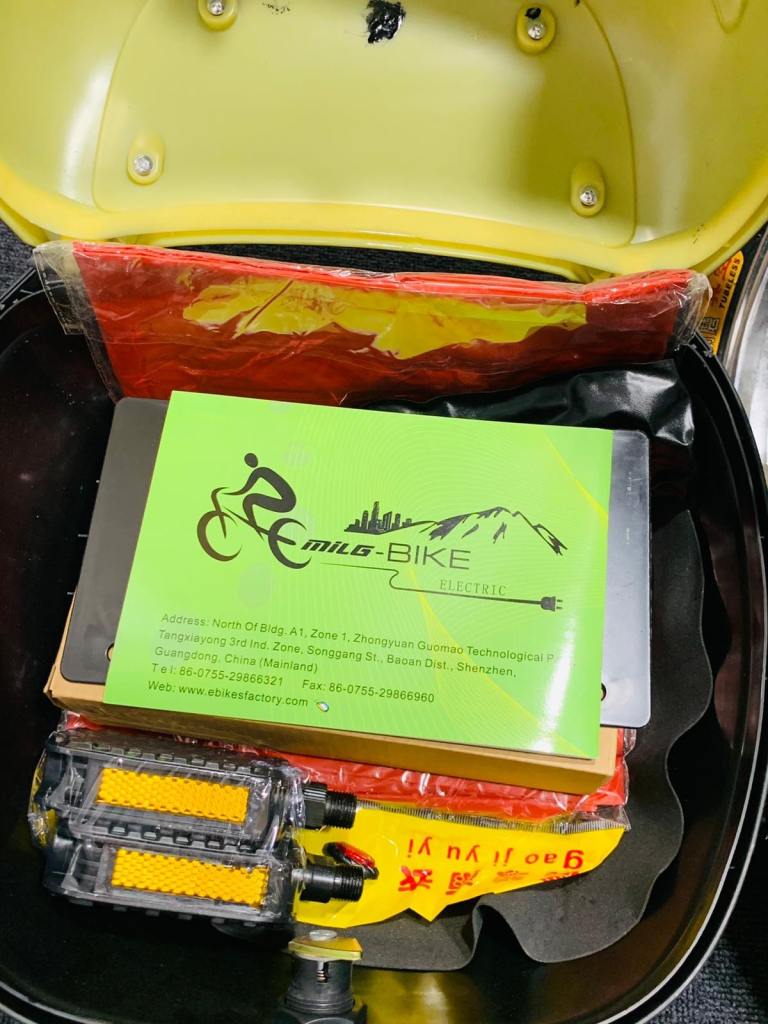 TUBELESS
MILG-BIKE
ELECTRIC
Address: North Of Bldg. A1, Zone 1, Zhongyuan Guomao Technological
Tangxiayong 3rd Ind. Zone, Songgang St., Baoan Dist., Shenzhen,
Guangdong, China (Mainland)
Tel: 86-0755-29866321 Fax: 86-0755-29866960
Web: www.ebikesfactory.com
gao ji yu yi